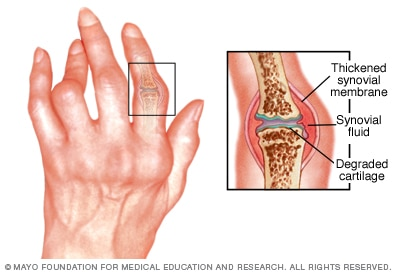 Thickened
synovial
membrane
Synovial
fluid
Degraded
cartilage
© MAYO FOUNDATION FOR MEDICAL EDUCATION AND RESEARCH. ALL RIGHTS RESERVED.